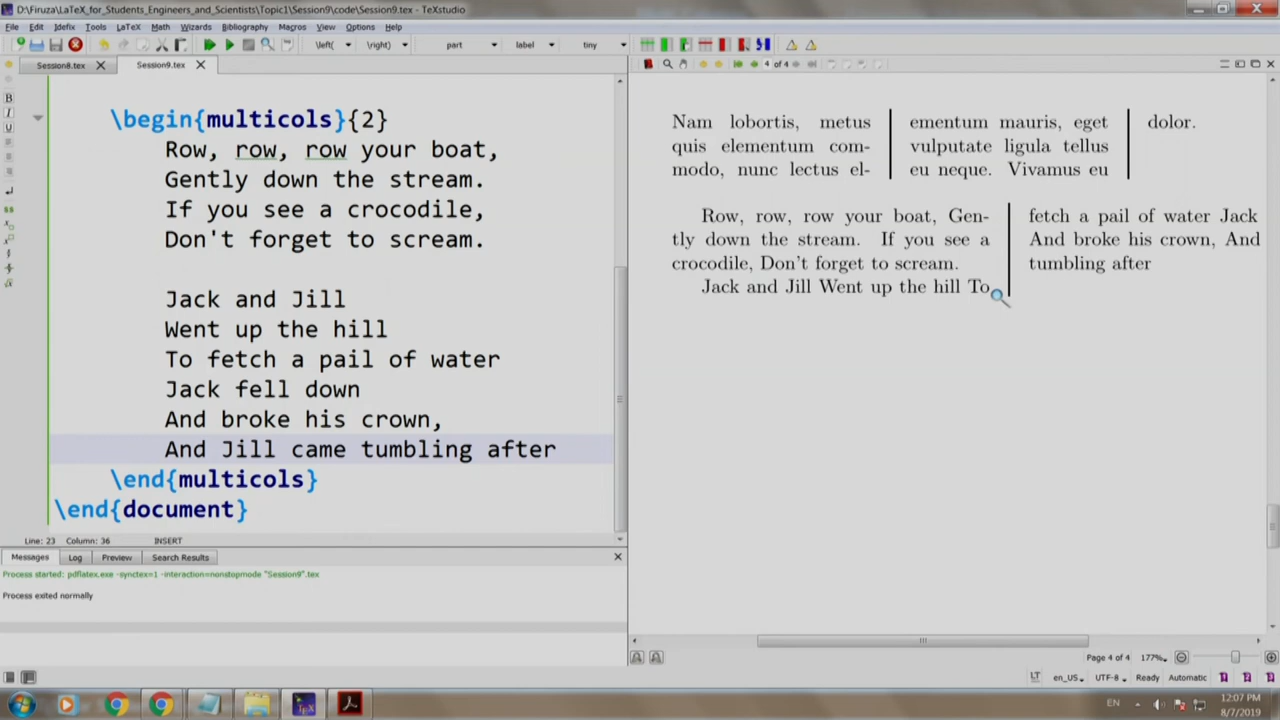 D:\Firuza\LaTeX_for_Students_Engineers_and_Scientists\Topic1\Session9\code\Session9.tex - TeXstudio
File Edit Idefix Tools LaTeX Math Wizards Bibliography Macros View Options Help
\left( \right) part label tiny
Session8.tex Session9.tex
4 of 4
\begin{multicols}{2}
Row, row, row your boat,
Gently down the stream.
If you see a crocodile,
Don't forget to scream.
Jack and Jill
Went up the hill
To fetch a pail of water
Jack fell down
And broke his crown,
And Jill came tumbling after
\end{multicols}
\end{document}
Line: 23 Column: 36 INSERT
Messages Log Preview Search Results
Process started: pdflatex.exe -synctex=1 -interaction=nonstopmode "Session9".tex
Process exited normally
Nam lobortis, metus
quis elementum com-
modo, nunc lectus el-
ementum mauris, eget
vulputate ligula tellus
eu neque. Vivamus eu
dolor.
Row, row, row your boat, Gen-
tly down the stream. If you see a
crocodile, Don't forget to scream.
Jack and Jill Went up the hill To
fetch a pail of water Jack
And broke his crown, And
tumbling after
Page 4 of 4 177%
en_US UTF-8 Ready Automatic
EN 12:07 PM
8/7/2019